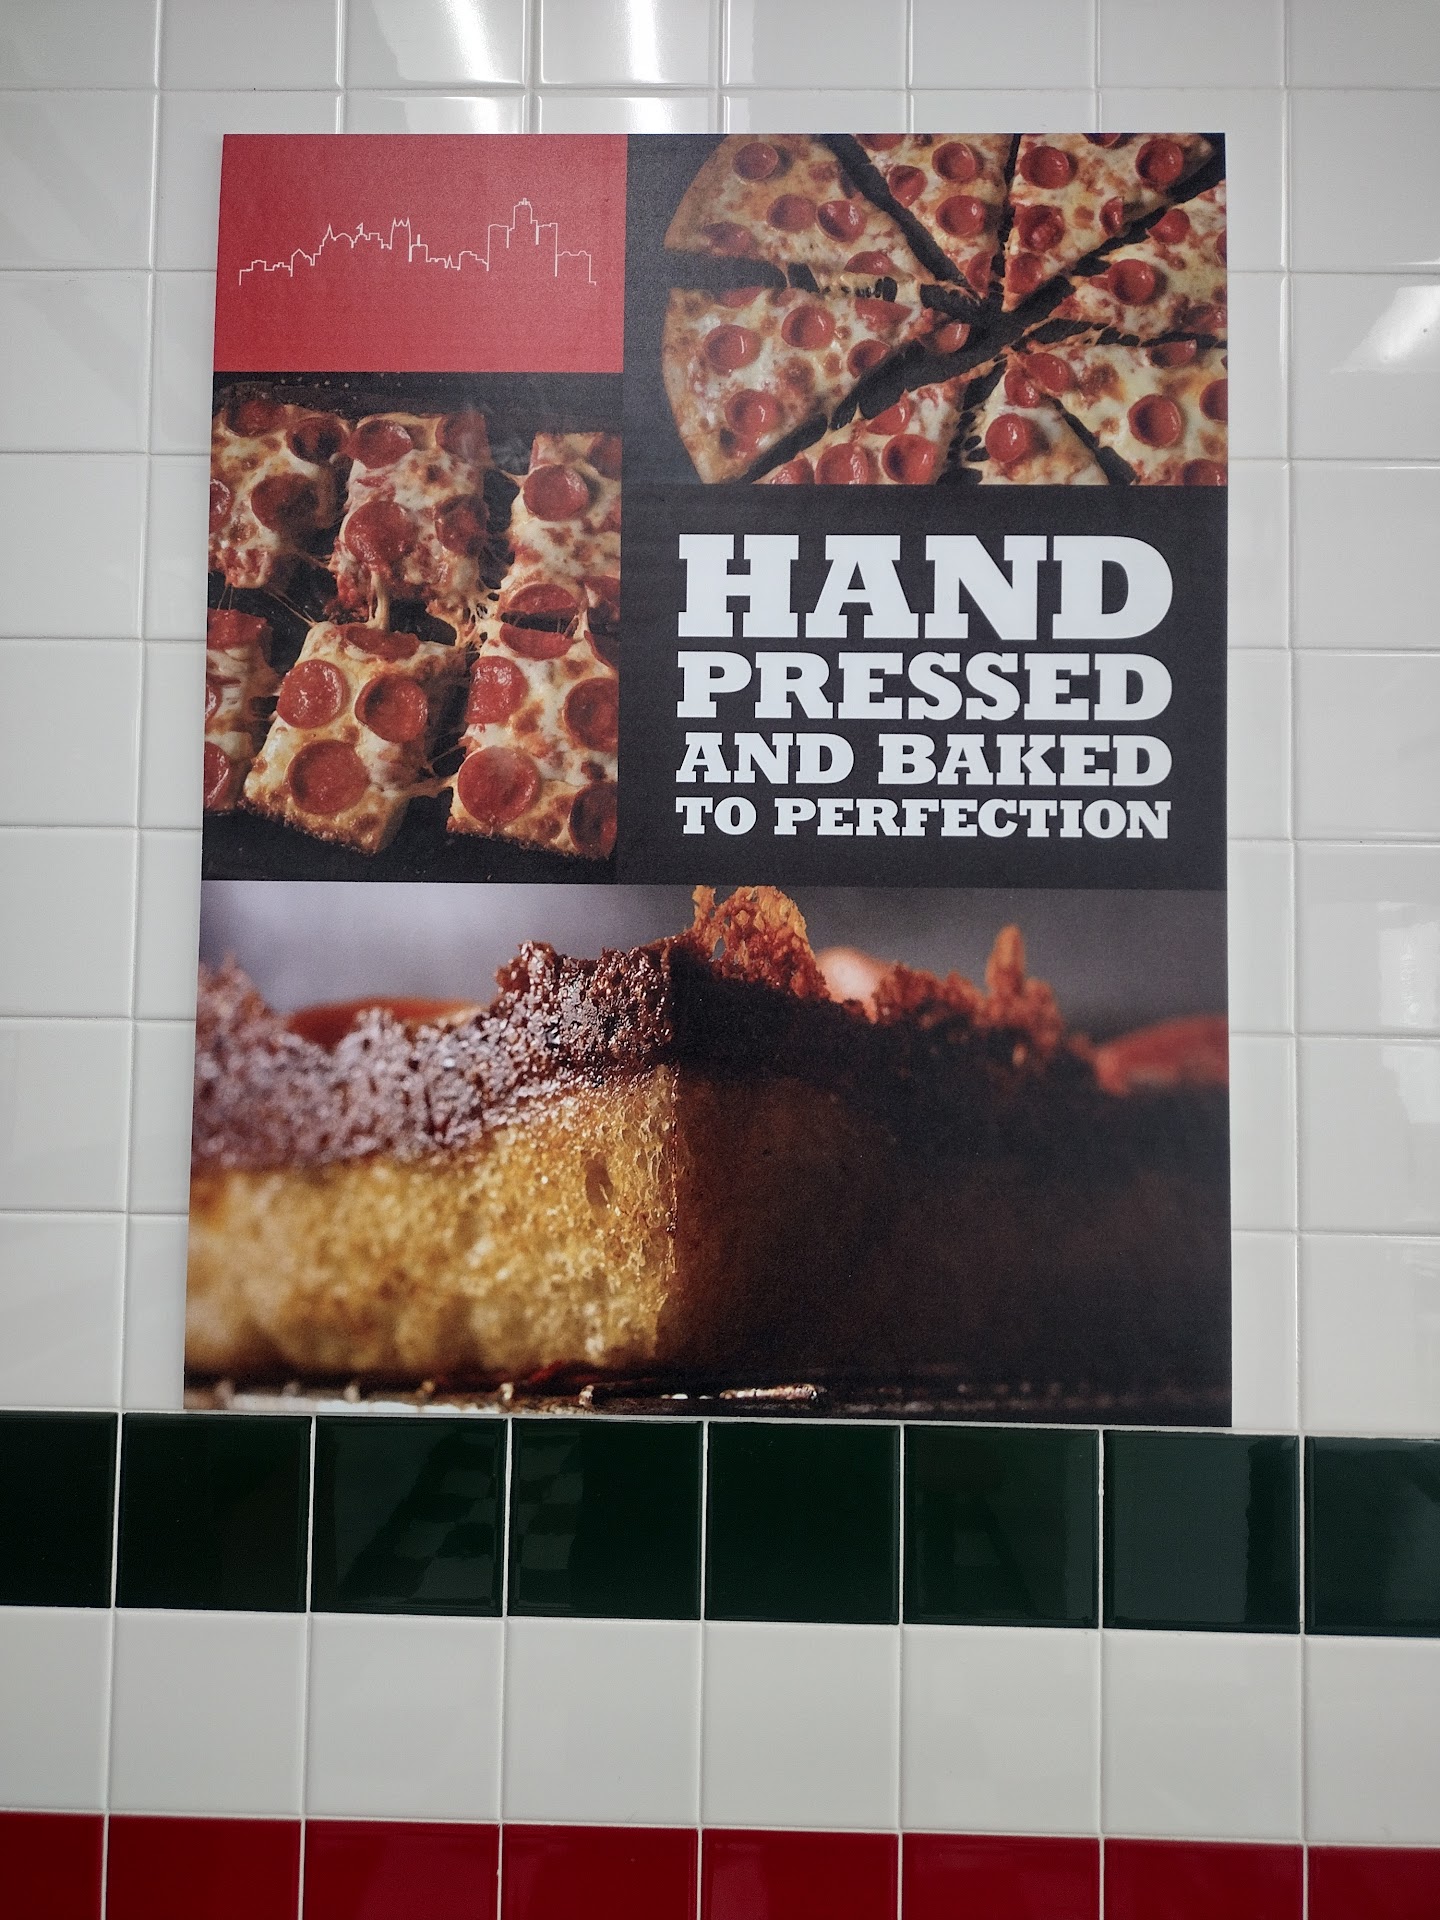 HAND
PRESSED
AND BAKED
TO PERFECTION